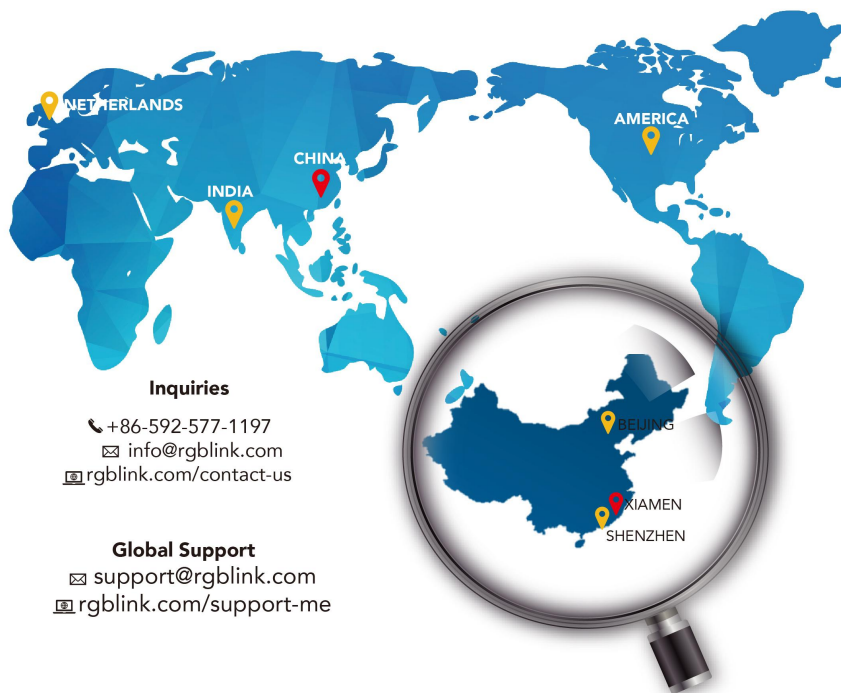 NETHERLANDS
AMERICA
CHINA
INDIA
Inquiries
+86-592-577-1197
info@rgblink.com
rgblink.com/contact-us
BEIJING
XIAMEN
SHENZHEN
Global Support
support@rgblink.com
rgblink.com/support-me